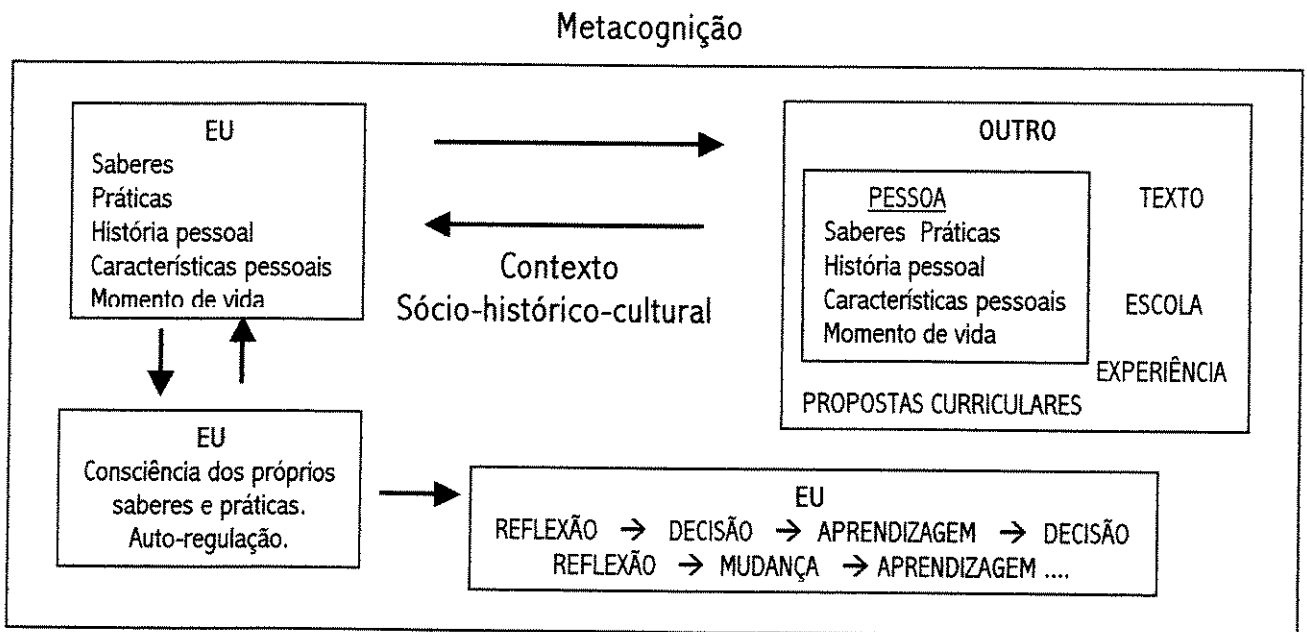 Metacognição
EU
Saberes
Práticas
História pessoal
Características pessoais
Momento de vida
Contexto
Sócio-histórico-cultural
OUTRO
PESSOA
Saberes Práticas
História pessoal
Características pessoais
Momento de vida
TEXTO
ESCOLA
EXPERIÊNCIA
PROPOSTAS CURRICULARES
EU
Consciência dos próprios
saberes e práticas.
Auto-regulação.
EU
REFLEXÃO → DECISÃO → APRENDIZAGEM → DECISÃO
REFLEXÃO → MUDANÇA → APRENDIZAGEM ....